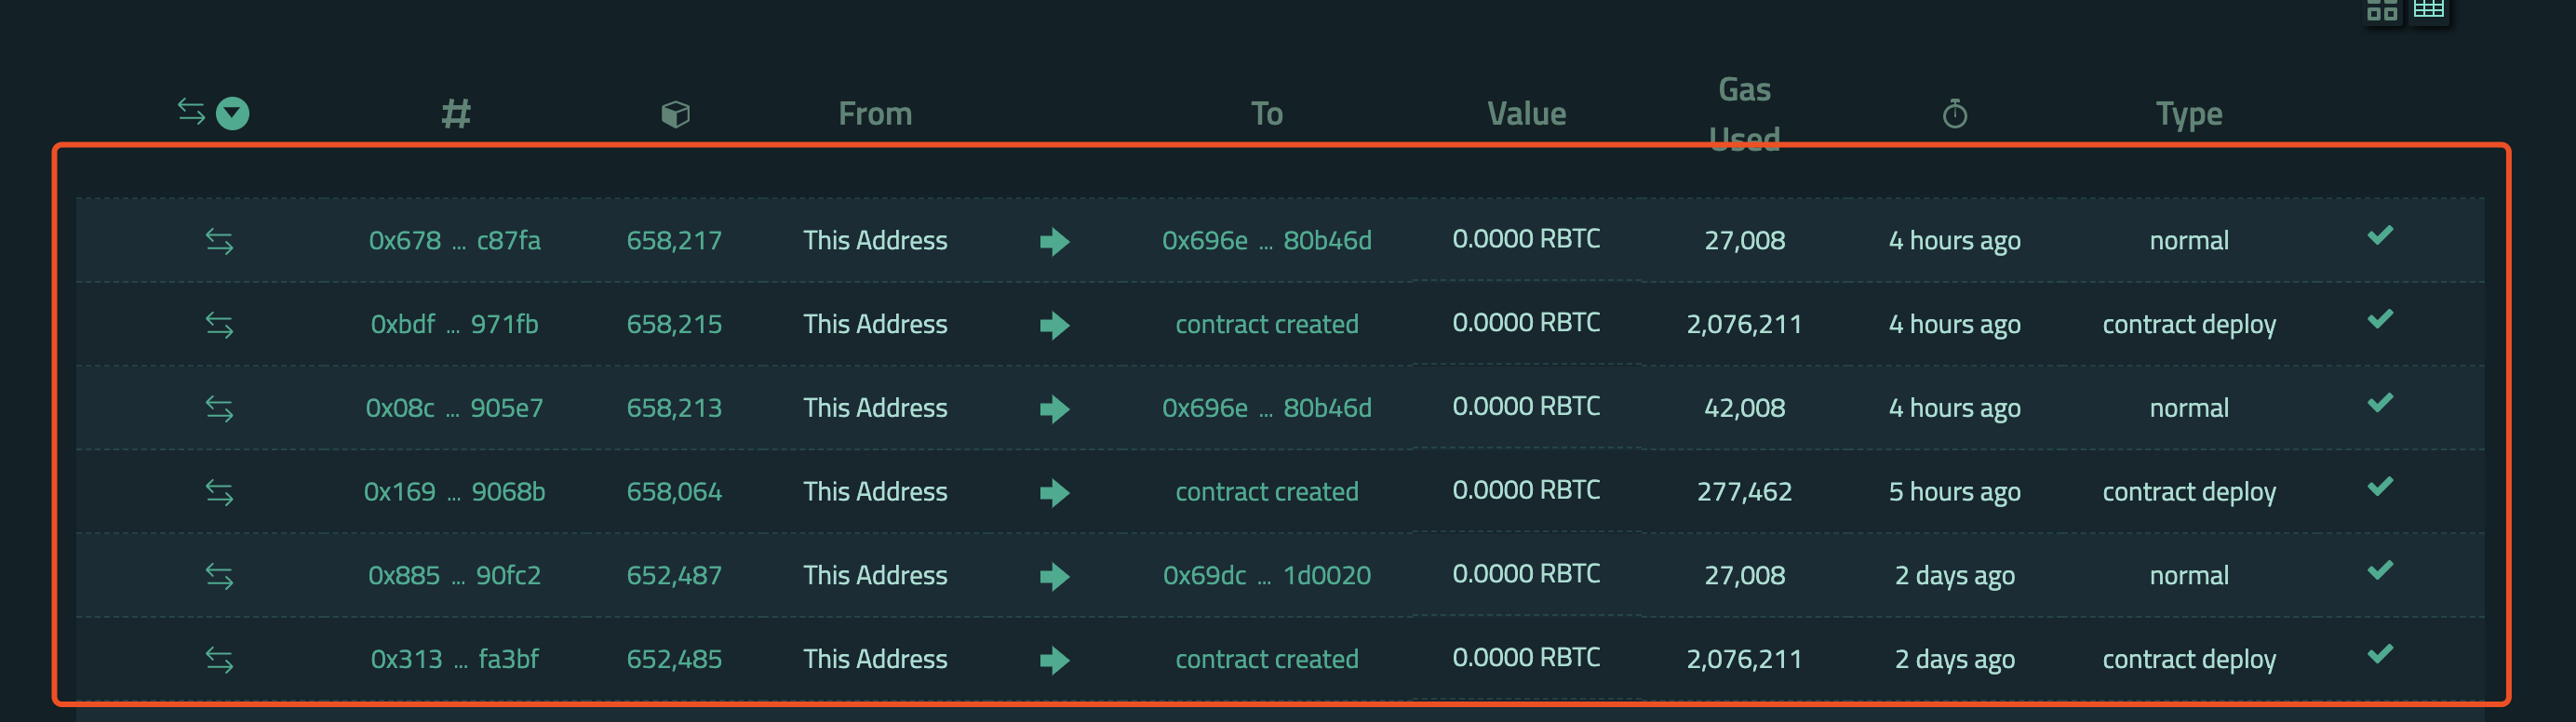 # From To Value Gas Used Type
0x678 ... c87fa 658,217 This Address 0x696e ... 80b46d 0.0000 RBTC 27,008 4 hours ago normal
0xbdf ... 971fb 658,215 This Address contract created 0.0000 RBTC 2,076,211 4 hours ago contract deploy
0x08c ... 905e7 658,213 This Address 0x696e ... 80b46d 0.0000 RBTC 42,008 4 hours ago normal
0x169 ... 9068b 658,064 This Address contract created 0.0000 RBTC 277,462 5 hours ago contract deploy
0x885 ... 90fc2 652,487 This Address 0x69dc ... 1d0020 0.0000 RBTC 27,008 2 days ago normal
0x313 ... fa3bf 652,485 This Address contract created 0.0000 RBTC 2,076,211 2 days ago contract deploy